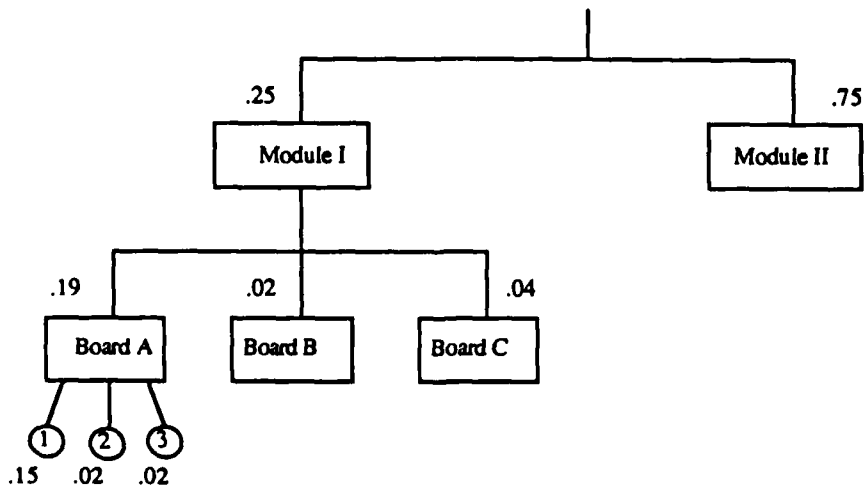 .25 .75
Module I Module II
.19 .02 .04
Board A Board B Board C
1 2 3
.15 .02 .02